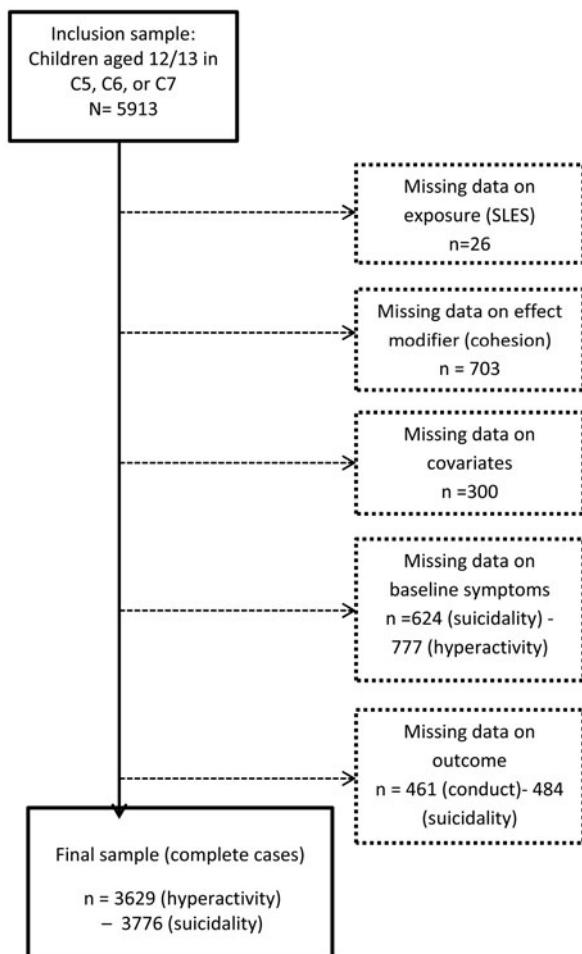 Inclusion sample:
Children aged 12/13 in
C5, C6, or C7
N= 5913
Missing data on
exposure (SLES)
n=26
Missing data on effect
modifier (cohesion)
n = 703
Missing data on
covariates
n =300
Missing data on
baseline symptoms
n =624 (suicidality) -
777 (hyperactivity)
Missing data on
outcome
n = 461 (conduct)- 484
(suicidality)
Final sample (complete cases)
n = 3629 (hyperactivity)
– 3776 (suicidality)